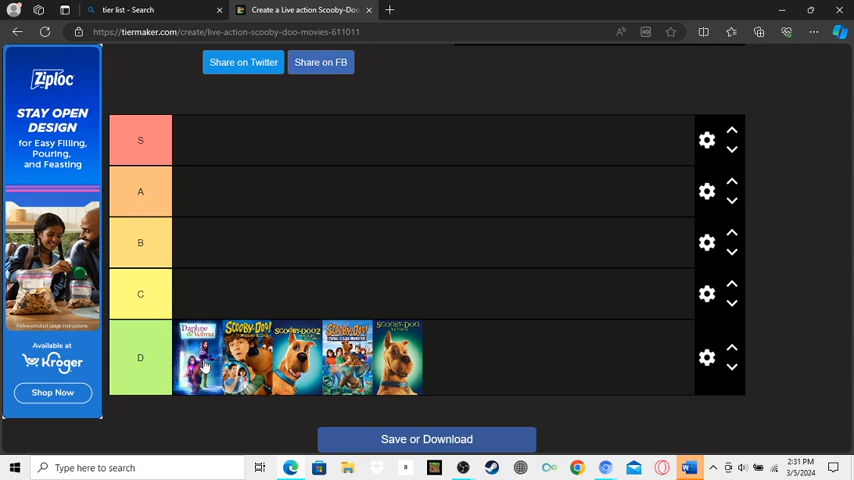 tier list - Search
Create a Live action Scooby-Doo
https://tiermaker.com/create/live-action-scooby-doo-movies-611011
Share on Twitter
Share on FB
Ziploc
STAY OPEN
DESIGN
for Easy Filling,
Pouring,
and Feasting
Available at
Kroger
Shop Now
S
A
B
C
D
Daphne
& Velma
SCOOBY-DOO!
SCOOBY-DOO2
SCOOBY-DOO!
SCOOBY-DOO
Save or Download
Type here to search
2:31 PM
3/5/2024